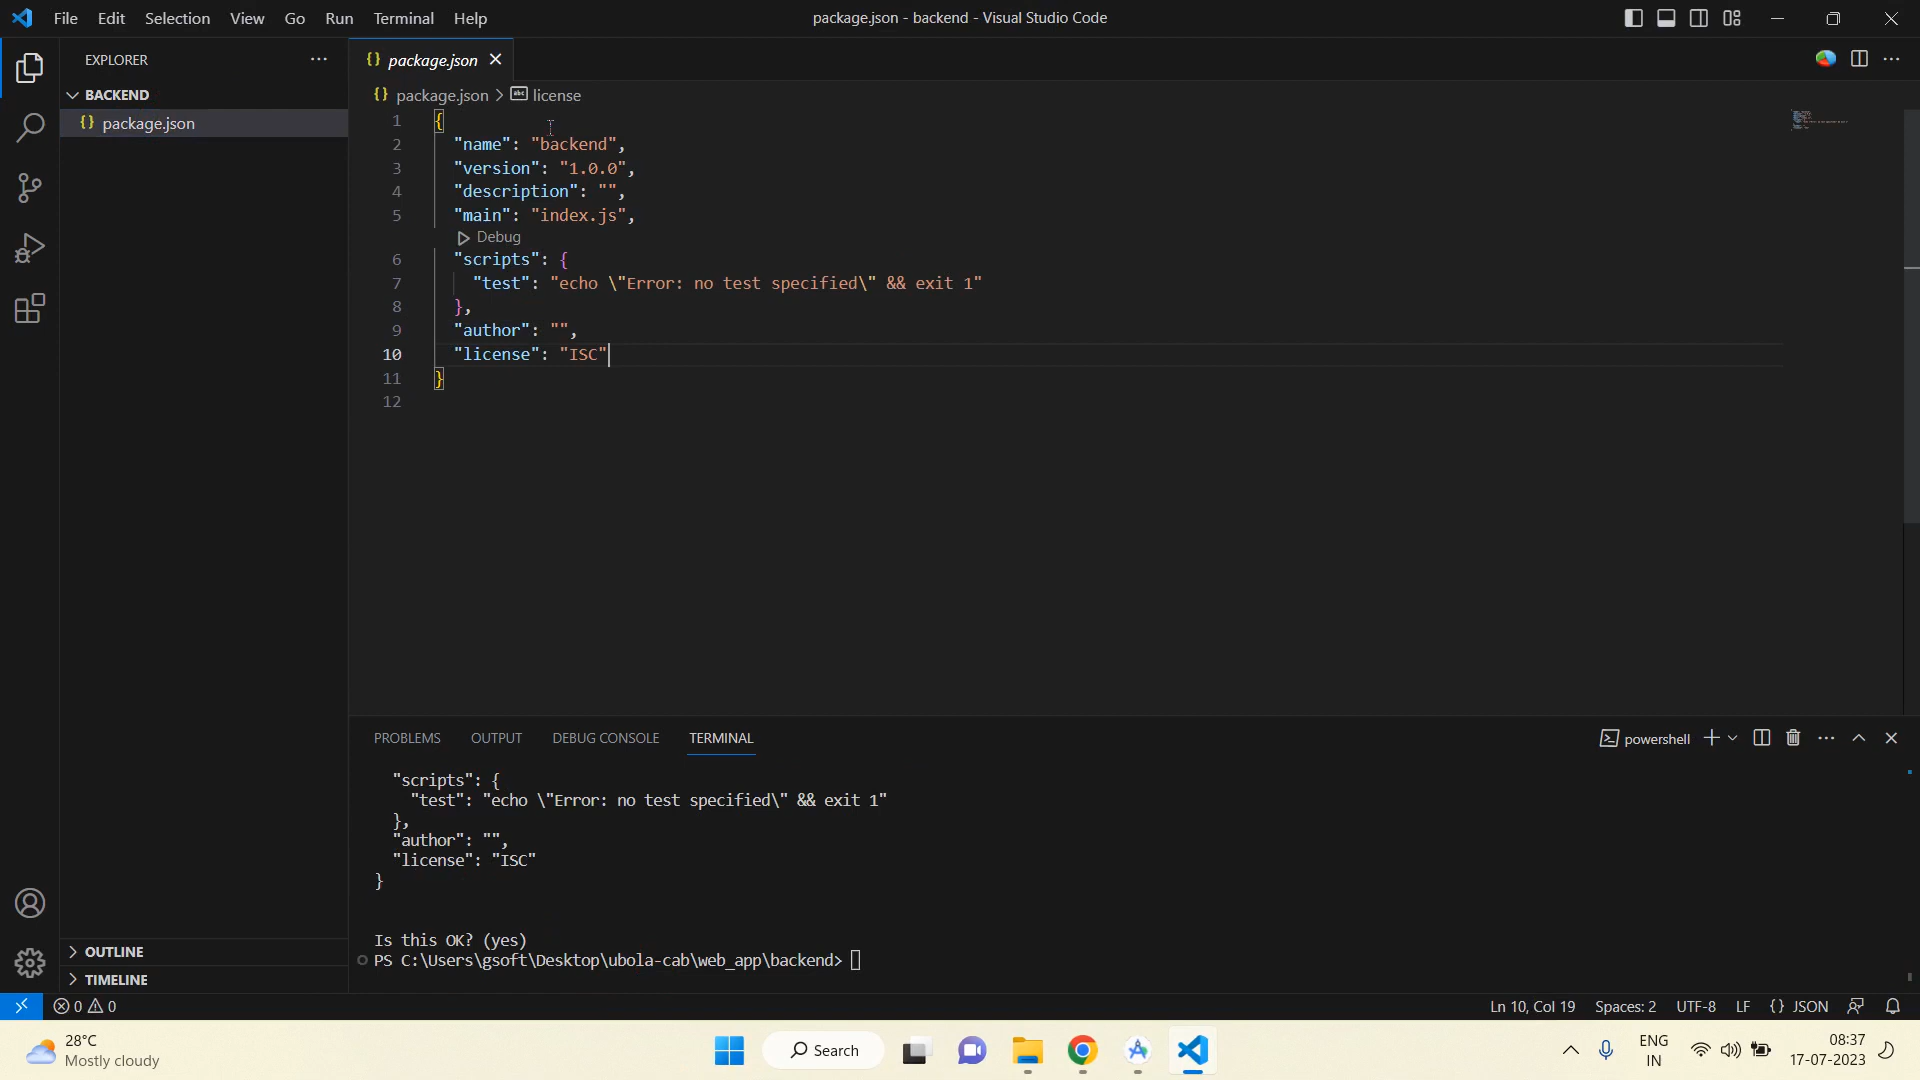 File Edit Selection View Go Run Terminal Help
package.json - backend - Visual Studio Code
EXPLORER
BACKEND
{} package.json
{} package.json
{} package.json > abc license
1 {
2 "name": "backend",
3 "version": "1.0.0",
4 "description": "",
5 "main": "index.js",
Debug
6 "scripts": {
7 "test": "echo \"Error: no test specified\" && exit 1"
8 },
9 "author": "",
10 "license": "ISC"
11 }
12
PROBLEMS OUTPUT DEBUG CONSOLE TERMINAL
powershell
"scripts": {
"test": "echo \"Error: no test specified\" && exit 1"
},
"author": "",
"license": "ISC"
}
Is this OK? (yes)
PS C:\Users\gsoft\Desktop\ubola-cab\web_app\backend>
OUTLINE
TIMELINE
0 0
Ln 10, Col 19 Spaces: 2 UTF-8 LF {} JSON
28°C
Mostly cloudy
Search
ENG
IN
08:37
17-07-2023